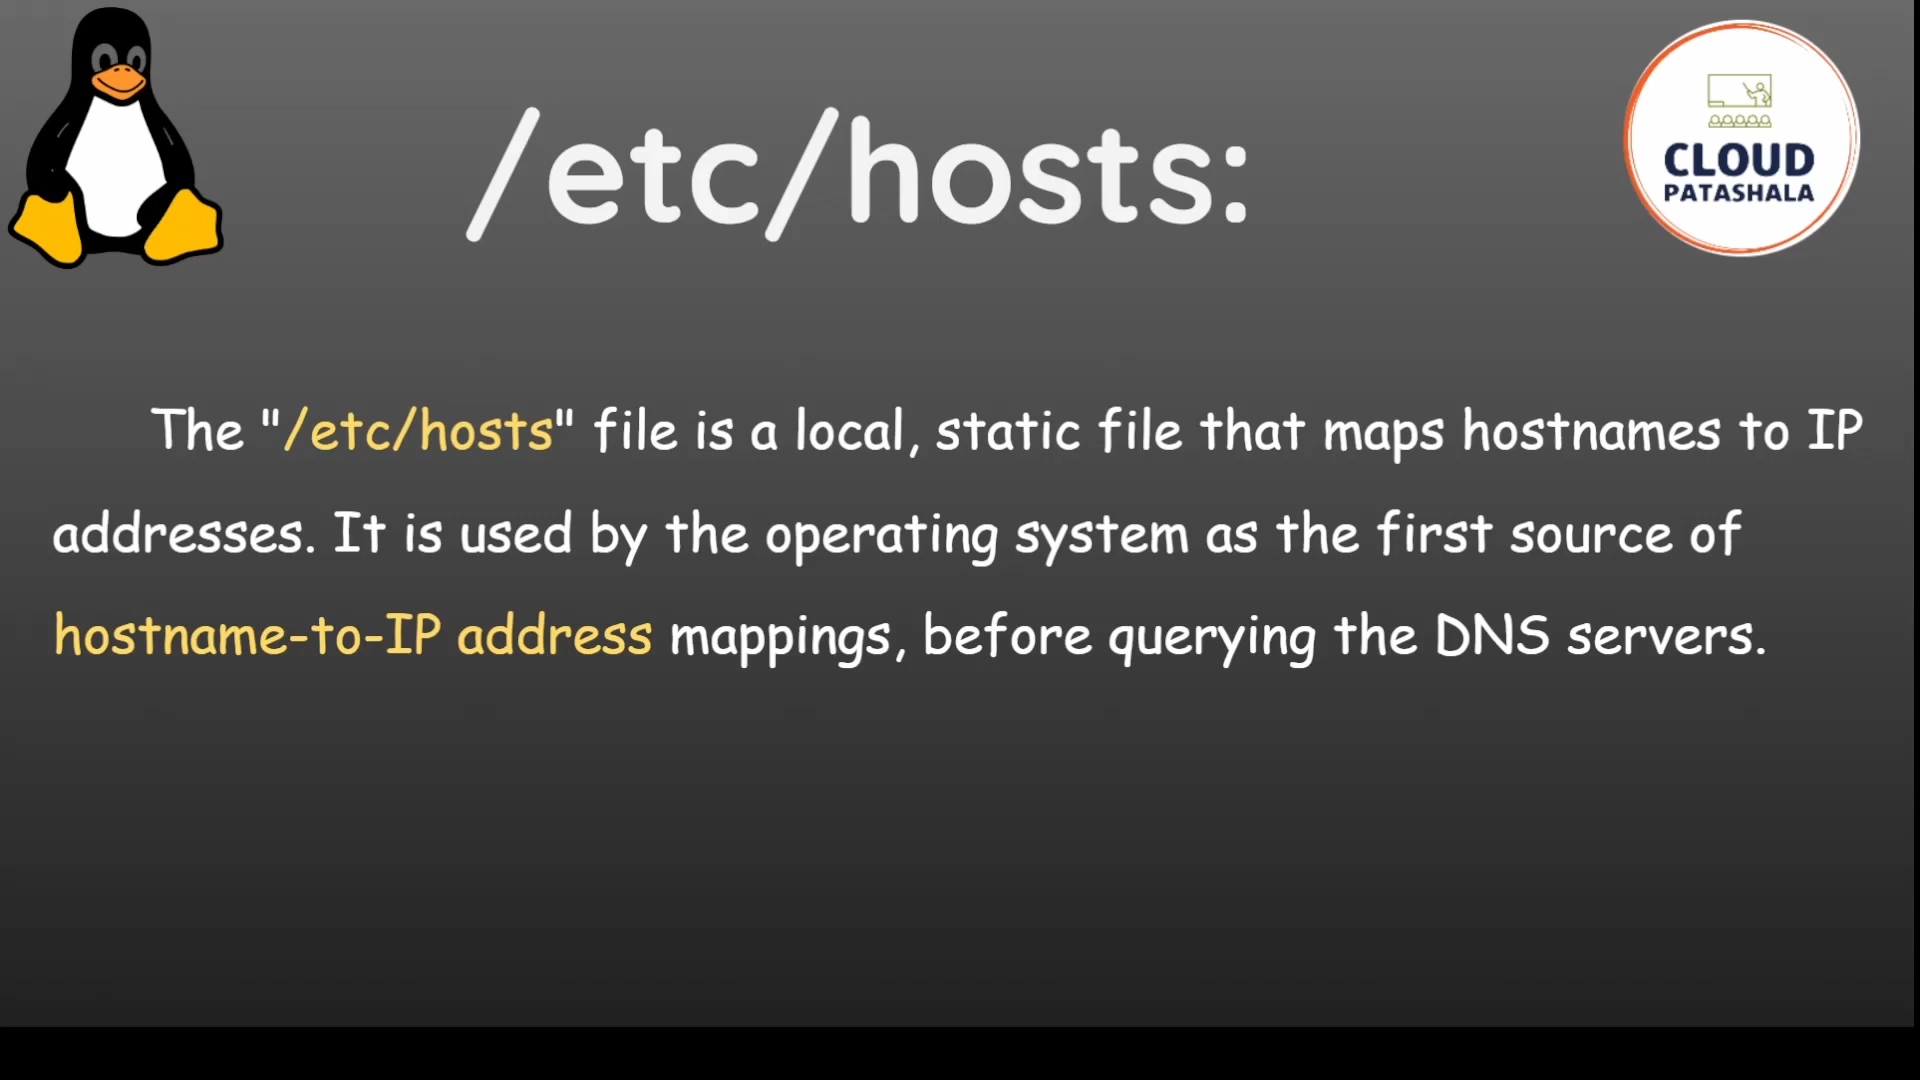 /etc/hosts:
CLOUD
PATASHALA
The "/etc/hosts" file is a local, static file that maps hostnames to IP
addresses. It is used by the operating system as the first source of
hostname-to-IP address mappings, before querying the DNS servers.